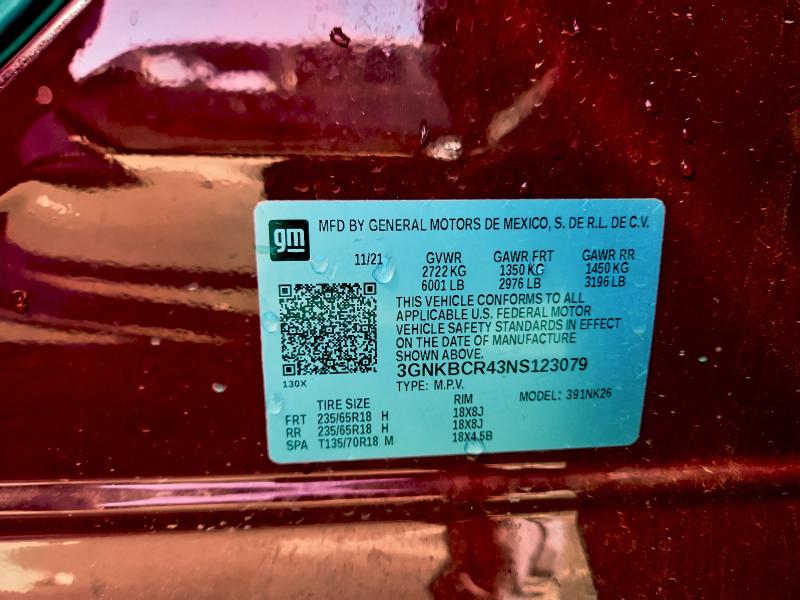 gm
MFD BY GENERAL MOTORS DE MEXICO, S. DE R.L. DE C.V.
11/21 GVWR GAWR FRT GAWR RR
2722 KG 1350 KG 1450 KG
6001 LB 2976 LB 3196 LB
THIS VEHICLE CONFORMS TO ALL
APPLICABLE U.S. FEDERAL MOTOR
VEHICLE SAFETY STANDARDS IN EFFECT
ON THE DATE OF MANUFACTURE
SHOWN ABOVE.
3GNKBCR43NS123079
130X
TYPE: M.P.V. MODEL: 391NK26
TIRE SIZE RIM
FRT 235/65R18 H 18X8J
RR 235/65R18 H 18X8J
SPA T135/70R18 M 18X4.5B